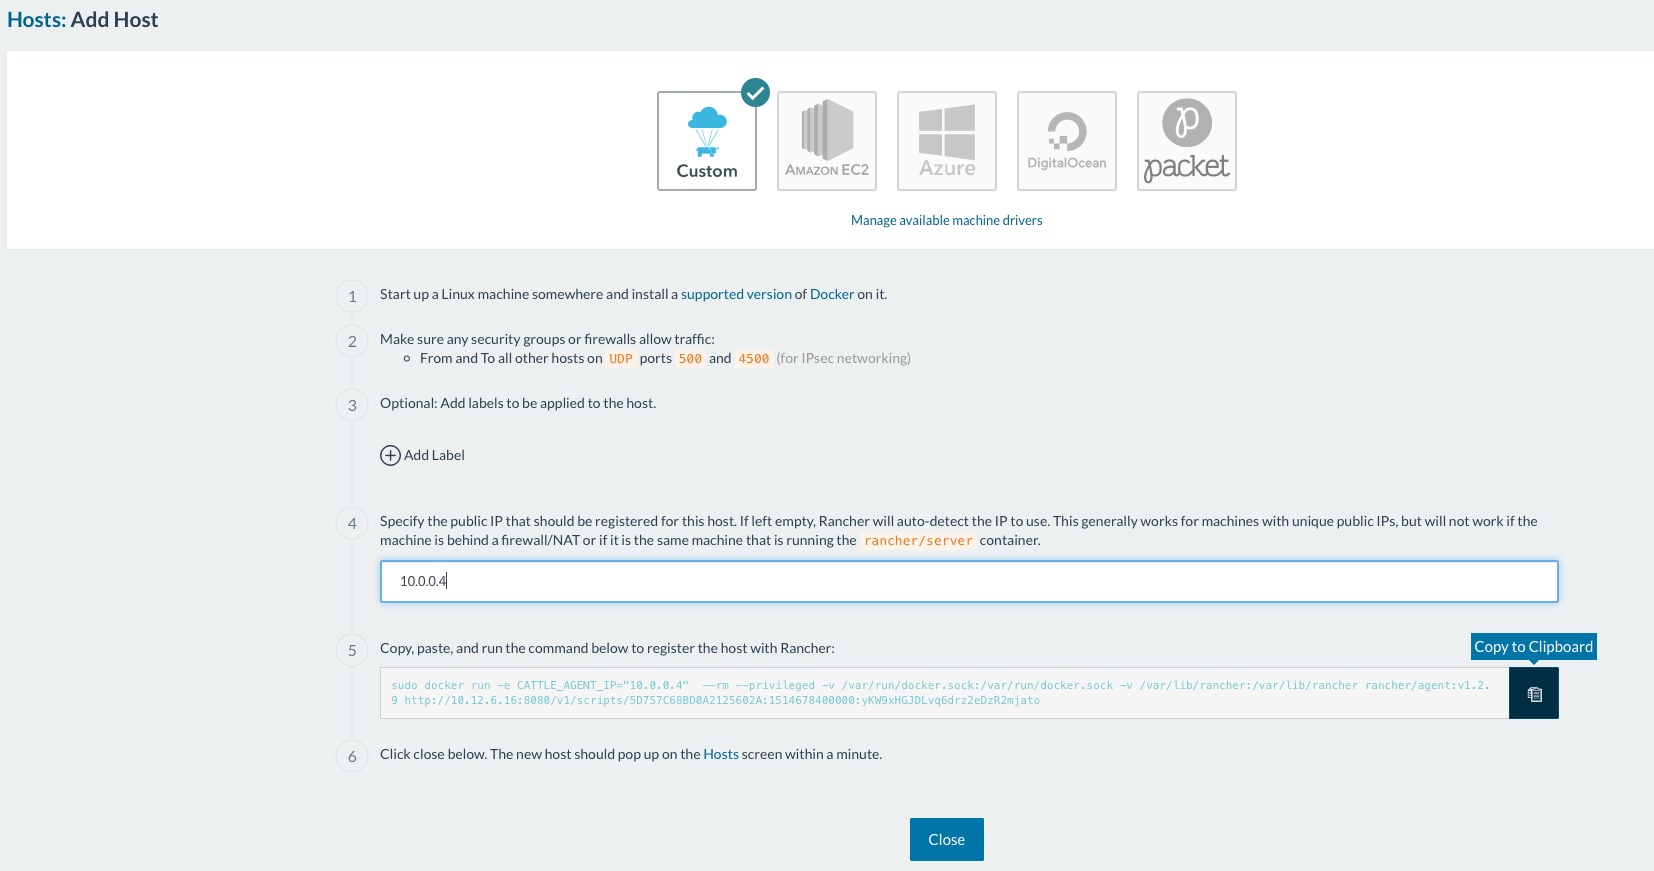 Hosts: Add Host
Custom
AMAZON EC2
Azure
DigitalOcean
packet
Manage available machine drivers
1
Start up a Linux machine somewhere and install a supported version of Docker on it.
2
Make sure any security groups or firewalls allow traffic:
From and To all other hosts on UDP ports 500 and 4500 (for IPsec networking)
3
Optional: Add labels to be applied to the host.
Add Label
4
Specify the public IP that should be registered for this host. If left empty, Rancher will auto-detect the IP to use. This generally works for machines with unique public IPs, but will not work if the
machine is behind a firewall/NAT or if it is the same machine that is running the rancher/server container.
10.0.0.4
5
Copy, paste, and run the command below to register the host with Rancher:
Copy to Clipboard
sudo docker run -e CATTLE_AGENT_IP="10.0.0.4"  --rm --privileged -v /var/run/docker.sock:/var/run/docker.sock -v /var/lib/rancher:/var/lib/rancher rancher/agent:v1.2.
9 http://10.12.6.16:8080/v1/scripts/5D757C68BD0A2125602A:1514678400000:yKW9xHGJDLvq6drz2eDzR2mjato
6
Click close below. The new host should pop up on the Hosts screen within a minute.
Close